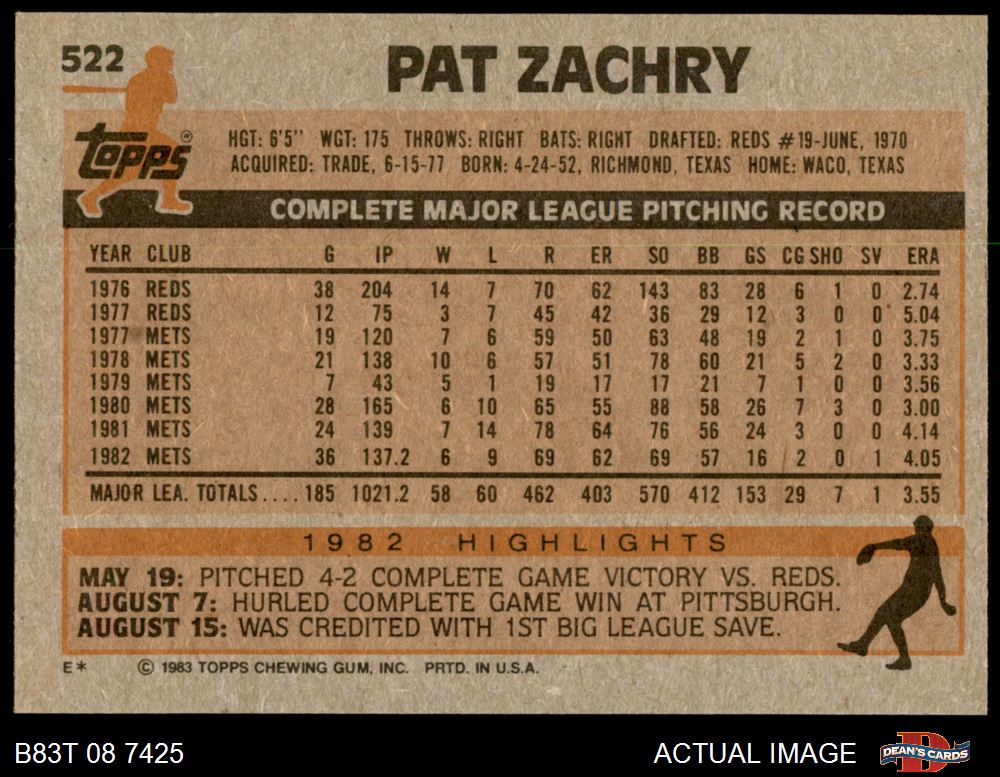 522
PAT ZACHRY
topps®
HGT: 6'5'' WGT: 175 THROWS: RIGHT BATS: RIGHT DRAFTED: REDS #19-JUNE, 1970
ACQUIRED: TRADE, 6-15-77 BORN: 4-24-52, RICHMOND, TEXAS HOME: WACO, TEXAS
COMPLETE MAJOR LEAGUE PITCHING RECORD
YEAR CLUB G IP W L R ER SO BB GS CG SHO SV ERA
1976 REDS 38 204 14 7 70 62 143 83 28 6 1 0 2.74
1977 REDS 12 75 3 7 45 42 36 29 12 3 0 0 5.04
1977 METS 19 120 7 6 59 50 63 48 19 2 1 0 3.75
1978 METS 21 138 10 6 57 51 78 60 21 5 2 0 3.33
1979 METS 7 43 5 1 19 17 17 21 7 1 0 0 3.56
1980 METS 28 165 6 10 65 55 88 58 26 7 3 0 3.00
1981 METS 24 139 7 14 78 64 76 56 24 3 0 0 4.14
1982 METS 36 137.2 6 9 69 62 69 57 16 2 0 1 4.05
MAJOR LEA. TOTALS....185 1021.2 58 60 462 403 570 412 153 29 7 1 3.55
1982 HIGHLIGHTS
MAY 19: PITCHED 4-2 COMPLETE GAME VICTORY VS. REDS.
AUGUST 7: HURLED COMPLETE GAME WIN AT PITTSBURGH.
AUGUST 15: WAS CREDITED WITH 1ST BIG LEAGUE SAVE.
E* © 1983 TOPPS CHEWING GUM, INC. PRTD. IN U.S.A.
B83T 08 7425 ACTUAL IMAGE DEAN'S CARDS